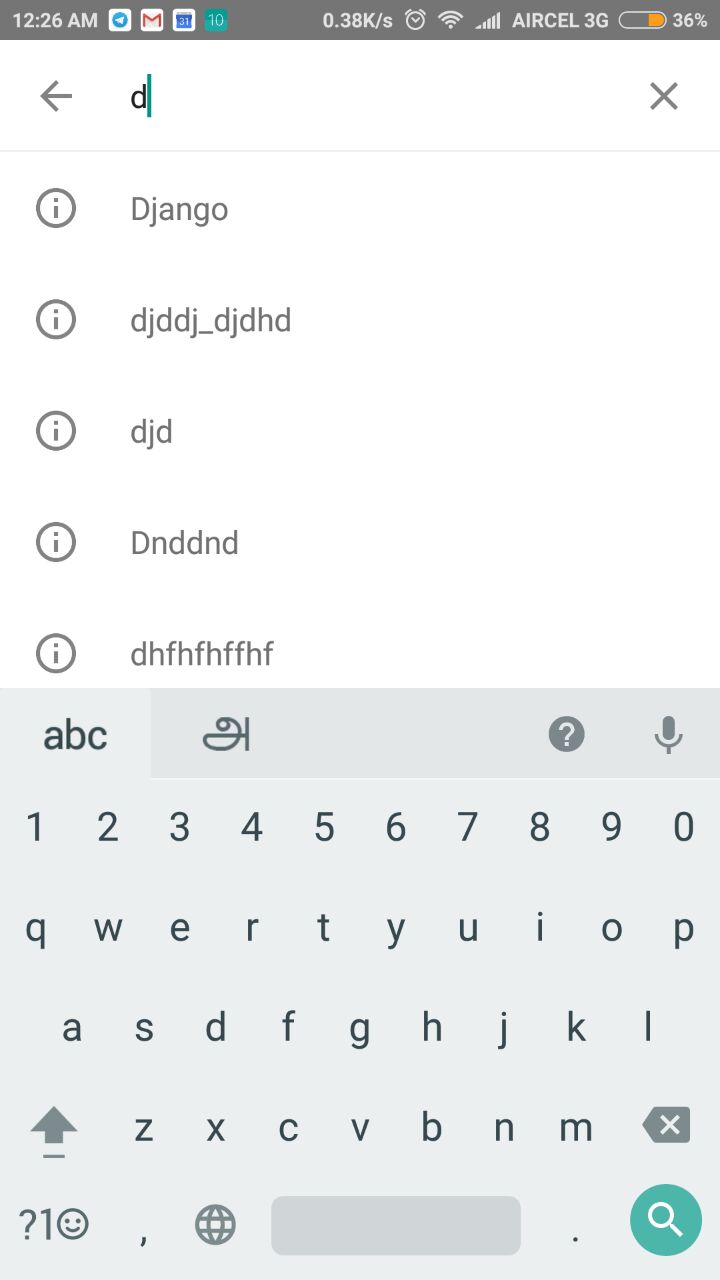 12:26 AM 31 10 0.38K/s AIRCEL 3G 36%
d
Django
djddj_djdhd
djd
Dnddnd
dhfhfhffhf
abc அ ?
1 2 3 4 5 6 7 8 9 0
q w e r t y u i o p
a s d f g h j k l
z x c v b n m
?1☺ , .